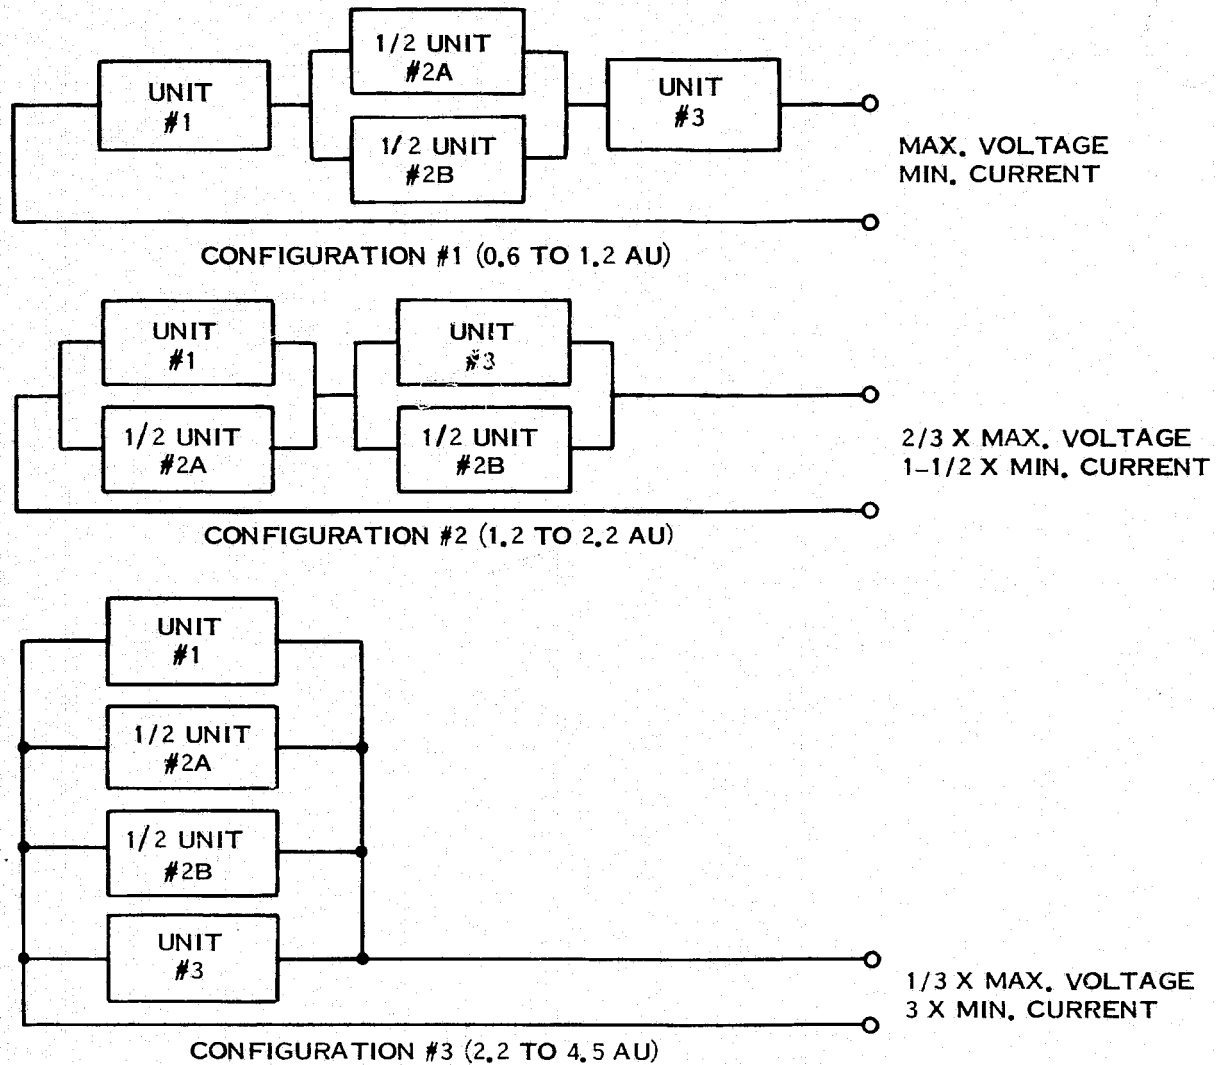 UNIT
#1
1/2 UNIT
#2A
1/2 UNIT
#2B
UNIT
#3
MAX. VOLTAGE
MIN. CURRENT
CONFIGURATION #1 (0.6 TO 1.2 AU)
UNIT
#1
1/2 UNIT
#2A
UNIT
#3
1/2 UNIT
#2B
2/3 X MAX. VOLTAGE
1-1/2 X MIN. CURRENT
CONFIGURATION #2 (1.2 TO 2.2 AU)
UNIT
#1
1/2 UNIT
#2A
1/2 UNIT
#2B
UNIT
#3
1/3 X MAX. VOLTAGE
3 X MIN. CURRENT
CONFIGURATION #3 (2.2 TO 4.5 AU)